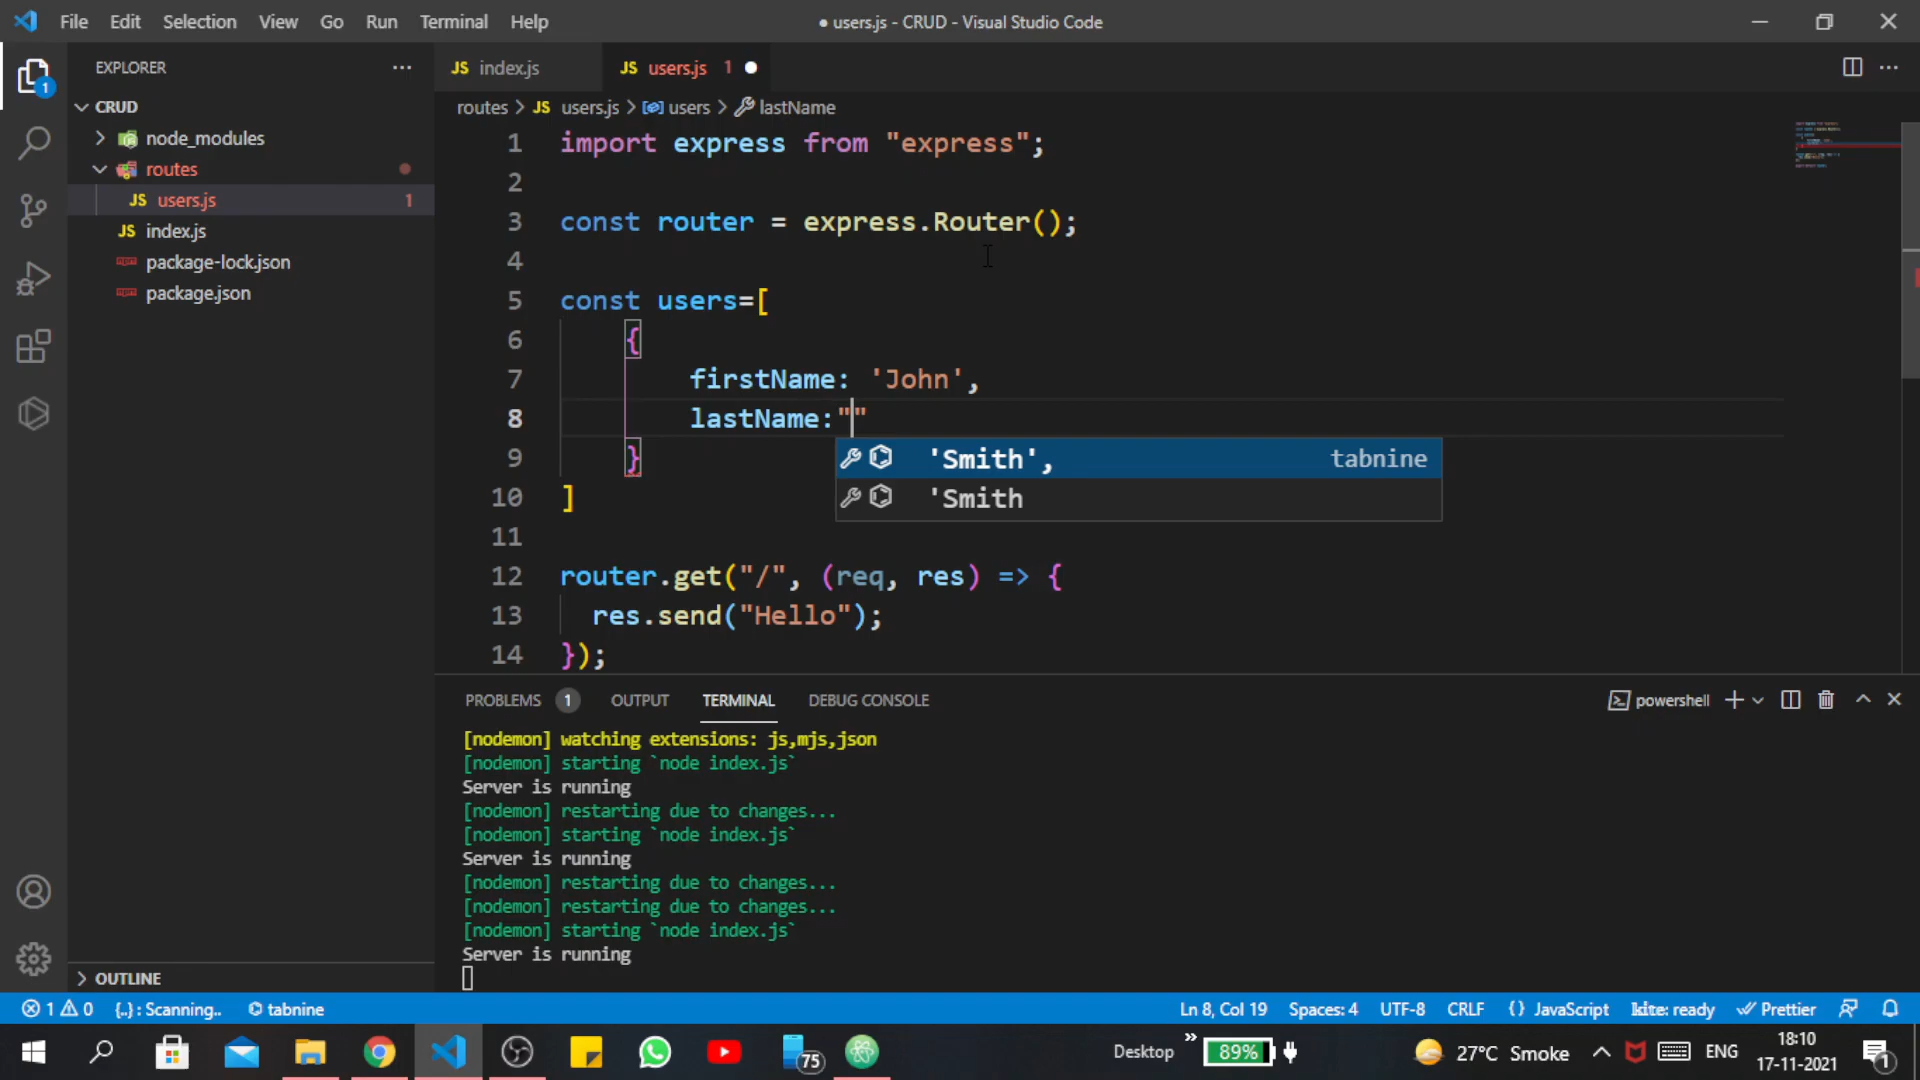 File Edit Selection View Go Run Terminal Help
● users.js - CRUD - Visual Studio Code
EXPLORER
1
CRUD
node_modules
routes
JS users.js 1
JS index.js
package-lock.json
package.json
OUTLINE
JS index.js
JS users.js 1
routes > JS users.js > users > lastName
1 import express from "express";
2
3 const router = express.Router();
4
5 const users=[
6 {
7 firstName: 'John',
8 lastName:""
9 }
10 ]
11
12 router.get("/", (req, res) => {
13 res.send("Hello");
14 });
'Smith', tabnine
'Smith
PROBLEMS 1 OUTPUT TERMINAL DEBUG CONSOLE
powershell
[nodemon] watching extensions: js,mjs,json
[nodemon] starting `node index.js`
Server is running
[nodemon] restarting due to changes...
[nodemon] starting `node index.js`
Server is running
[nodemon] restarting due to changes...
[nodemon] restarting due to changes...
[nodemon] starting `node index.js`
Server is running
1 0 {..} : Scanning.. tabnine
Ln 8, Col 19 Spaces: 4 UTF-8 CRLF {} JavaScript kite: ready Prettier
75
Desktop » 89% 27°C Smoke ENG
18:10
17-11-2021
1